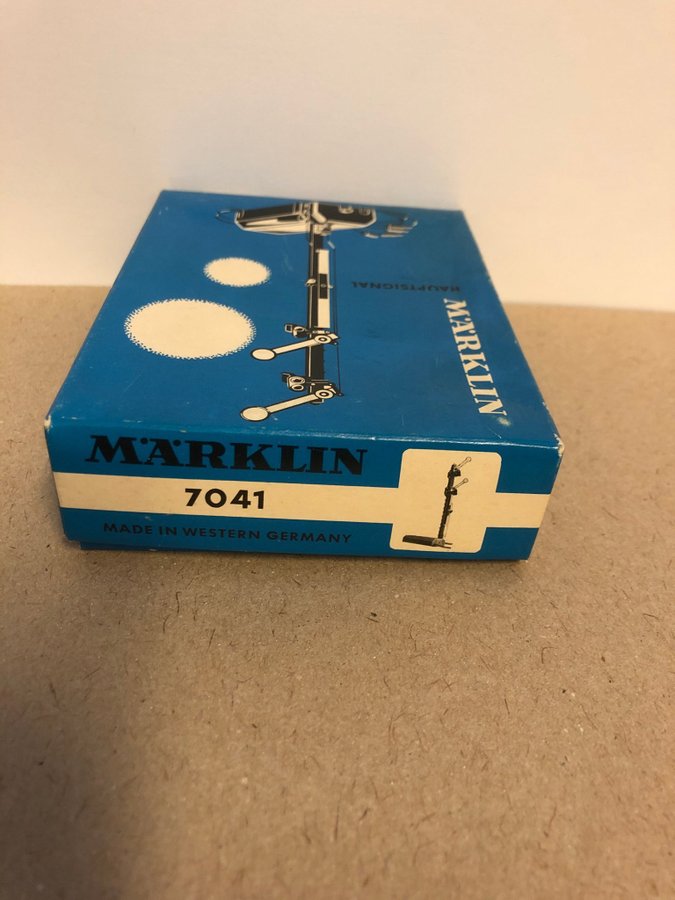 HAUPTSIGNAL
MÄRKLIN
MÄRKLIN
7041
MADE IN WESTERN GERMANY